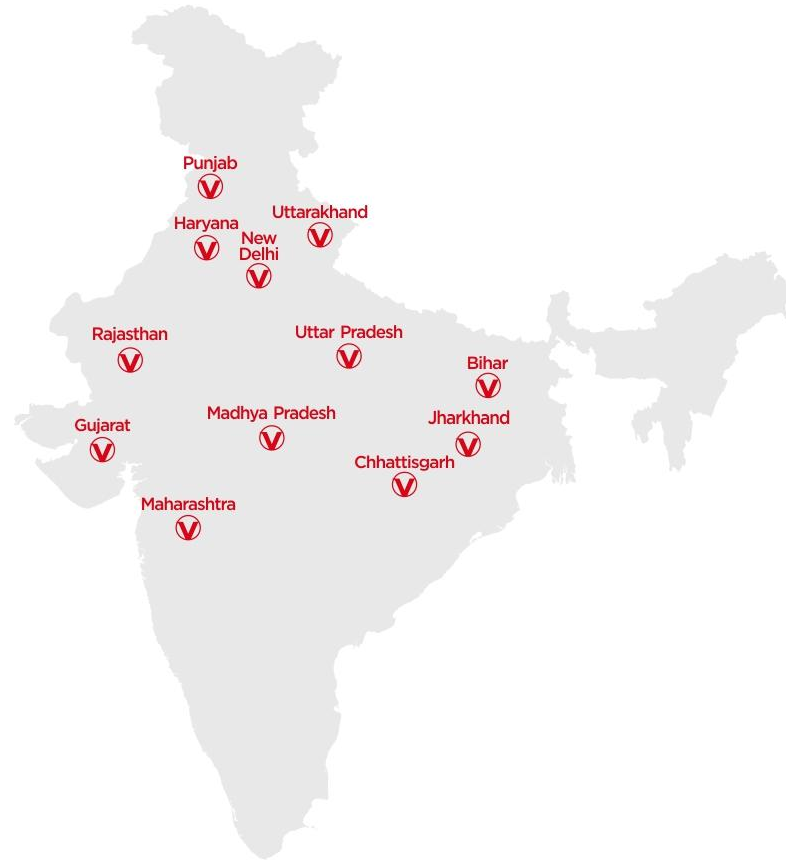 Punjab
Uttarakhand
Haryana
New
Delhi
Rajasthan
Uttar Pradesh
Bihar
Madhya Pradesh
Jharkhand
Gujarat
Chhattisgarh
Maharashtra